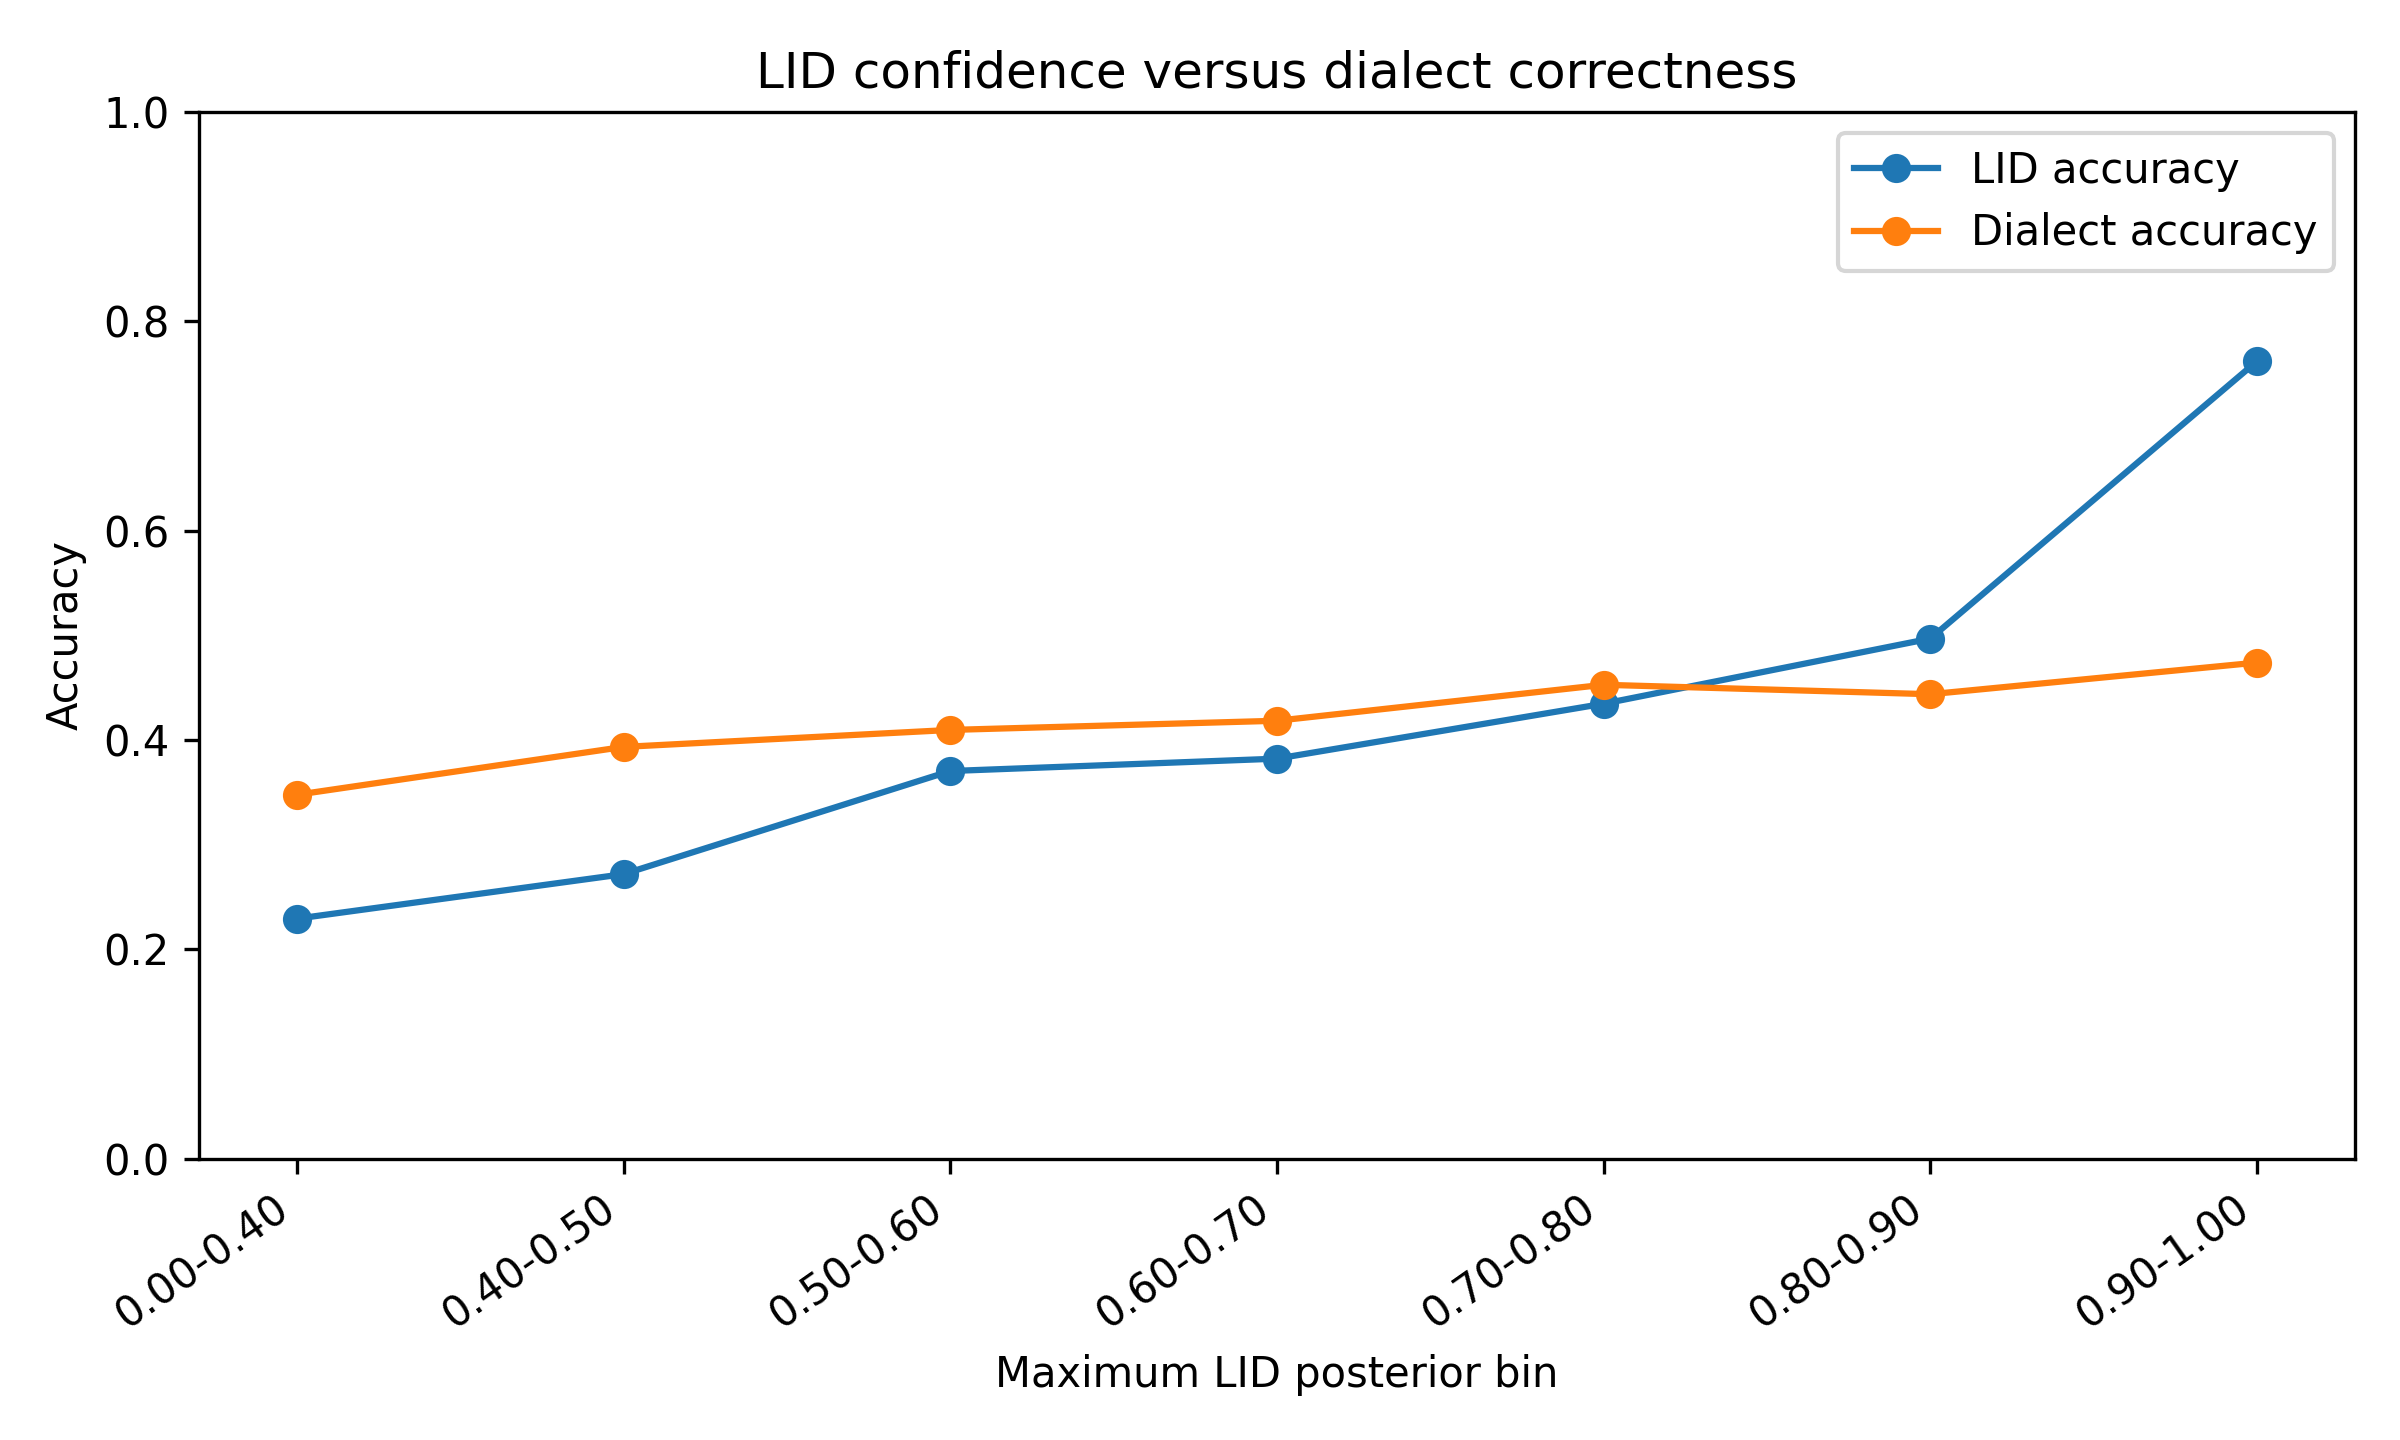 LID confidence versus dialect correctness
LID accuracy
Dialect accuracy
Accuracy
1.0
0.8
0.6
0.4
0.2
0.0
0.00-0.40
0.40-0.50
0.50-0.60
0.60-0.70
0.70-0.80
0.80-0.90
0.90-1.00
Maximum LID posterior bin